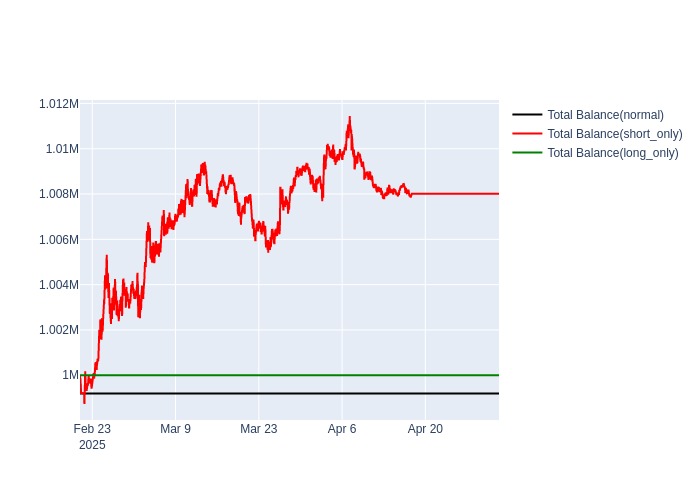 1.012M
1.01M
1.008M
1.006M
1.004M
1.002M
1M
Feb 23
2025
Mar 9
Mar 23
Apr 6
Apr 20
Total Balance(normal)
Total Balance(short_only)
Total Balance(long_only)